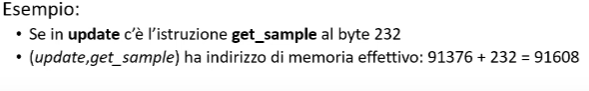 Esempio:
• Se in update c'è l'istruzione get_sample al byte 232
• (update,get_sample) ha indirizzo di memoria effettivo: 91376 + 232 = 91608